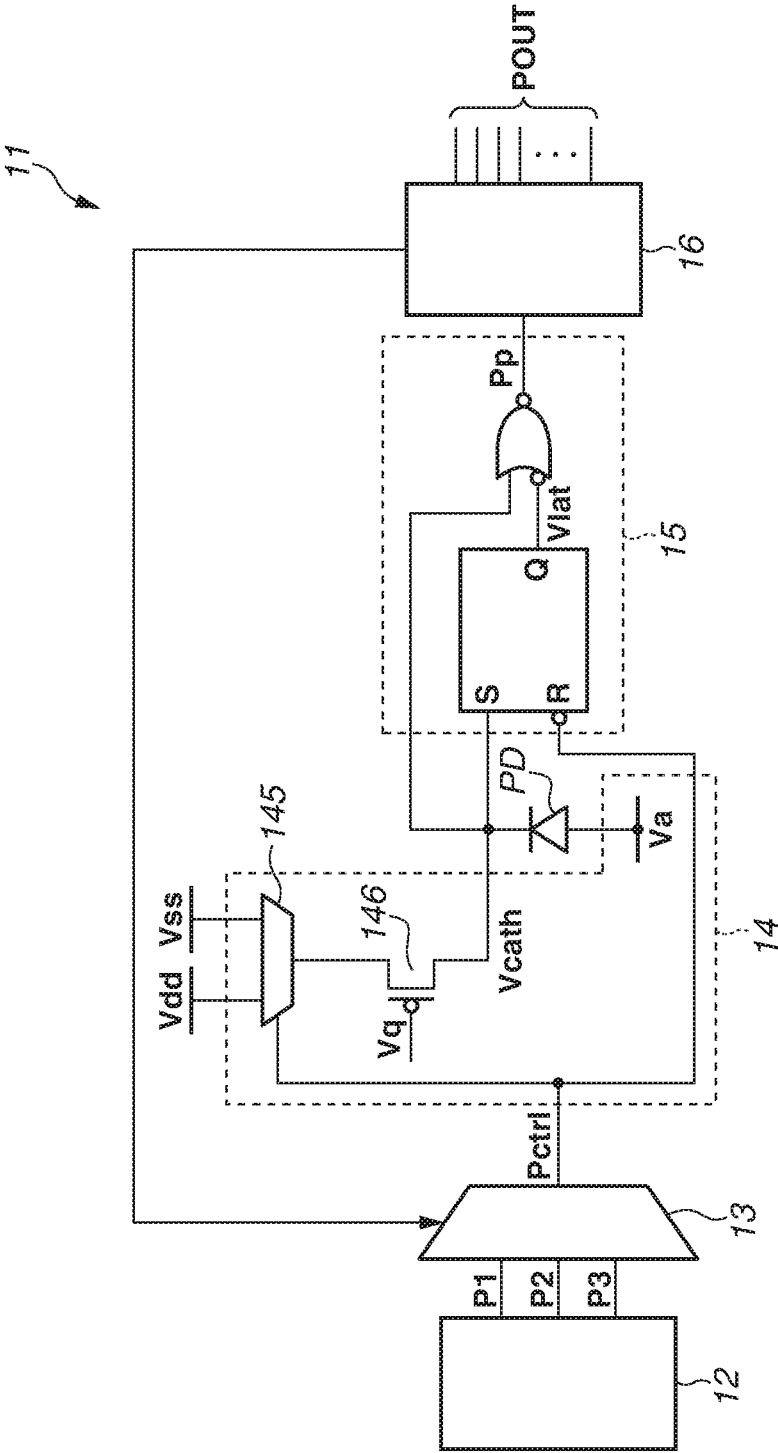 11
Vdd
Vss
145
146
Vq
Vcath
PD
Va
S
R
Q
Vlat
Pp
POUT
...
16
15
14
Pctrl
P1
P2
P3
13
12